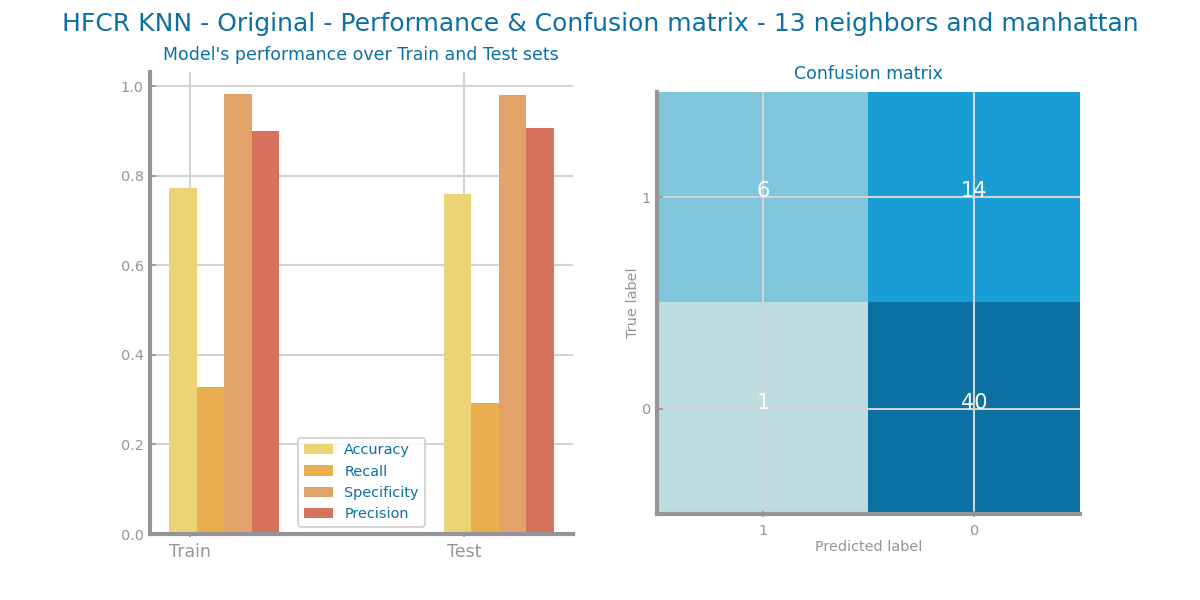 HFCR KNN - Original - Performance & Confusion matrix - 13 neighbors and manhattan
Model's performance over Train and Test sets
1.0
0.8
0.6
0.4
0.2
0.0
Train
Test
Accuracy
Recall
Specificity
Precision
Confusion matrix
True label
1
0
6
14
1
40
1
0
Predicted label